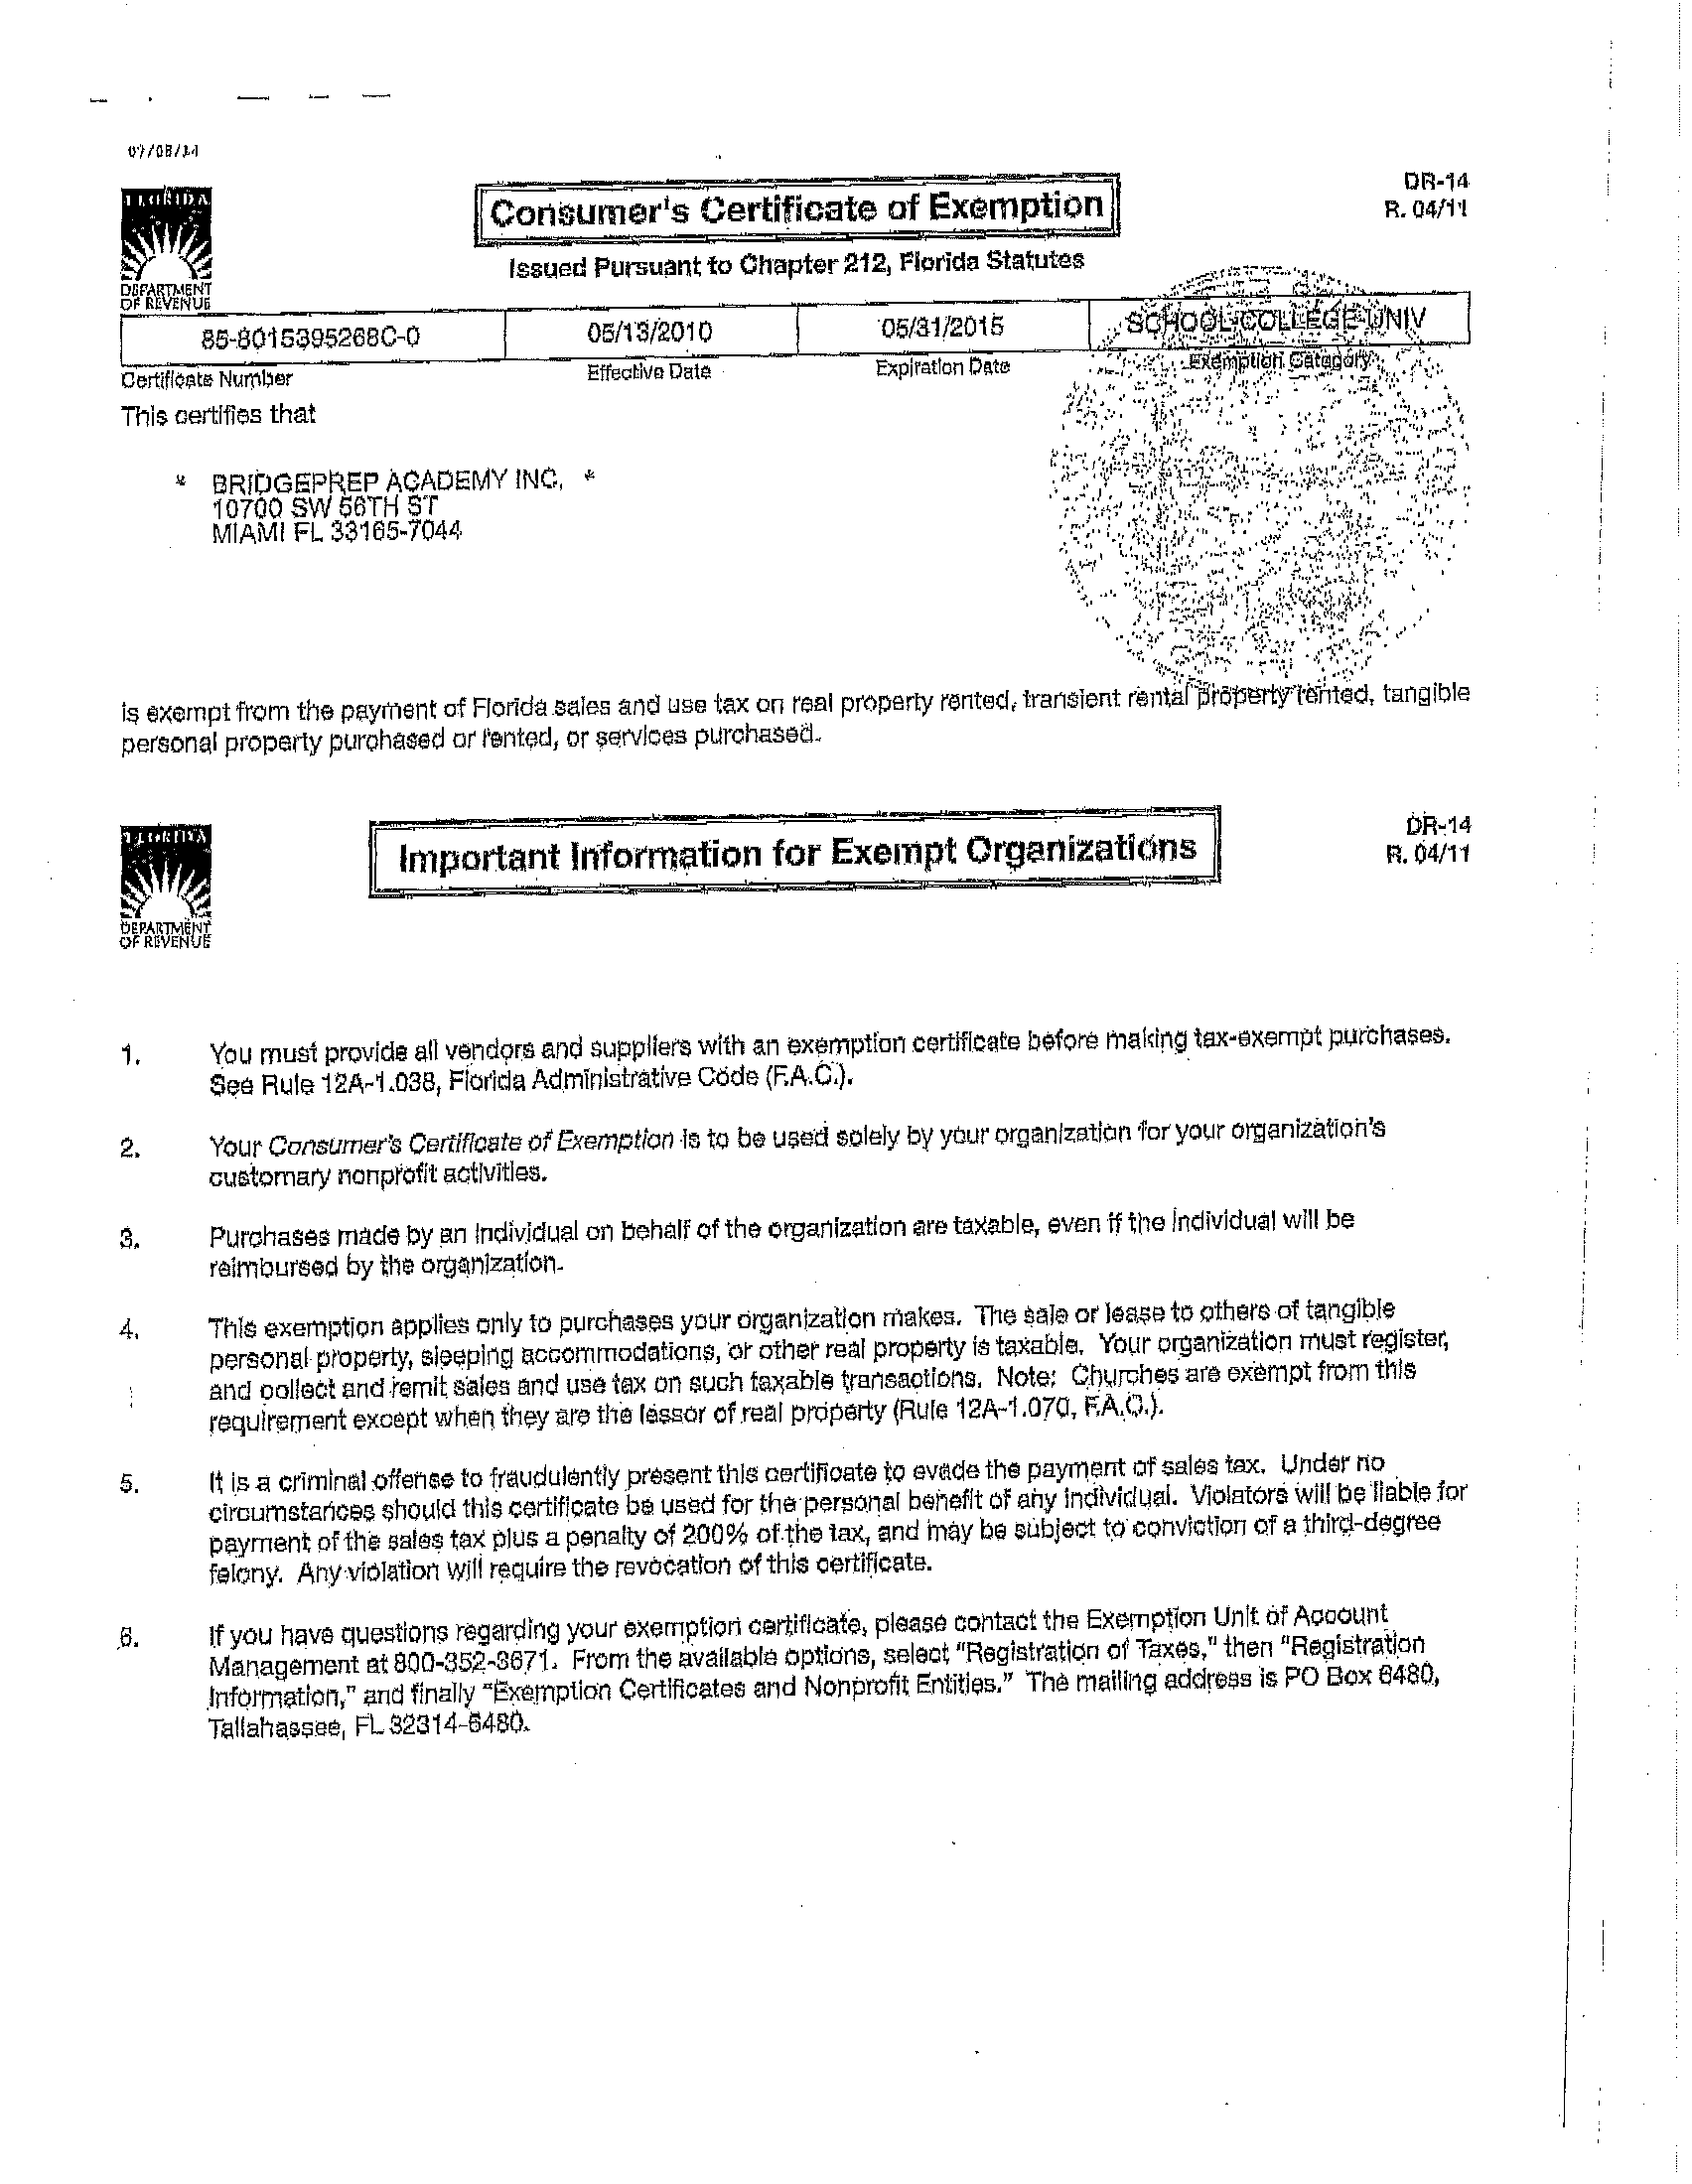 07/08/14
DR-14
R. 04/11
FLORIDA
DEPARTMENT
OF REVENUE
Consumer's Certificate of Exemption
Issued Pursuant to Chapter 212, Florida Statutes
85-8015395268C-0
05/13/2010
05/31/2015
SCHOOL-COLLEGE-UNIV
Certificate Number
Effective Date
Expiration Date
Exemption Category
This certifies that
* BRIDGEPREP ACADEMY INC. *
10700 SW 56TH ST
MIAMI FL 33165-7044
is exempt from the payment of Florida sales and use tax on real property rented, transient rental property rented, tangible
personal property purchased or rented, or services purchased.
FLORIDA
DEPARTMENT
OF REVENUE
Important Information for Exempt Organizations
DR-14
R. 04/11
1. You must provide all vendors and suppliers with an exemption certificate before making tax-exempt purchases.
See Rule 12A-1.038, Florida Administrative Code (F.A.C.).
2. Your Consumer's Certificate of Exemption is to be used solely by your organization for your organization's
customary nonprofit activities.
3. Purchases made by an individual on behalf of the organization are taxable, even if the individual will be
reimbursed by the organization.
4. This exemption applies only to purchases your organization makes. The sale or lease to others of tangible
personal property, sleeping accommodations, or other real property is taxable. Your organization must register,
and collect and remit sales and use tax on such taxable transactions. Note: Churches are exempt from this
requirement except when they are the lessor of real property (Rule 12A-1.070, F.A.C.).
5. It is a criminal offense to fraudulently present this certificate to evade the payment of sales tax. Under no
circumstances should this certificate be used for the personal benefit of any individual. Violators will be liable for
payment of the sales tax plus a penalty of 200% of the tax, and may be subject to conviction of a third-degree
felony. Any violation will require the revocation of this certificate.
6. If you have questions regarding your exemption certificate, please contact the Exemption Unit of Account
Management at 800-352-3671. From the available options, select "Registration of Taxes," then "Registration
Information," and finally "Exemption Certificates and Nonprofit Entities." The mailing address is PO Box 6480,
Tallahassee, FL 32314-6480.